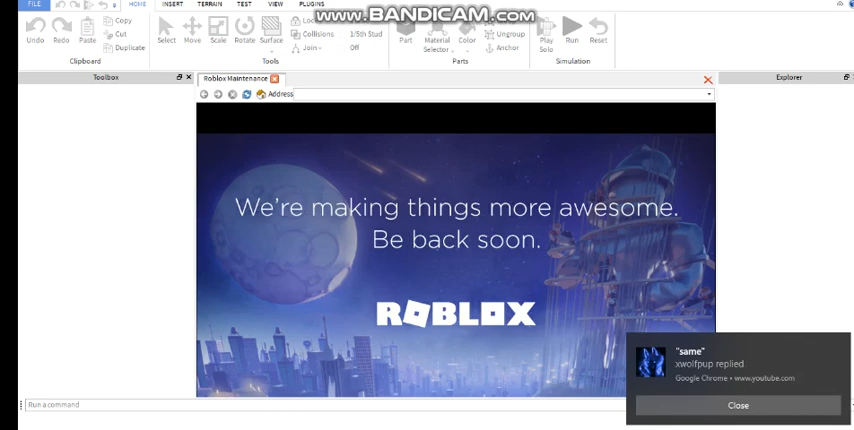 www.BANDICAM.com
FILE HOME INSERT TERRAIN TEST VIEW PLUGINS
Copy
Cut
Duplicate
Undo Redo Paste
Clipboard
Select Move Scale Rotate Surface
Collisions 1/5th Stud
Join Off
Tools
Part Material Selector Color
Ungroup
Anchor
Parts
Play Solo Run Reset
Simulation
Toolbox
Roblox Maintenance
Explorer
Address
We're making things more awesome.
Be back soon.
ROBLOX
"same"
xwolfpup replied
Google Chrome • www.youtube.com
Close
Run a command